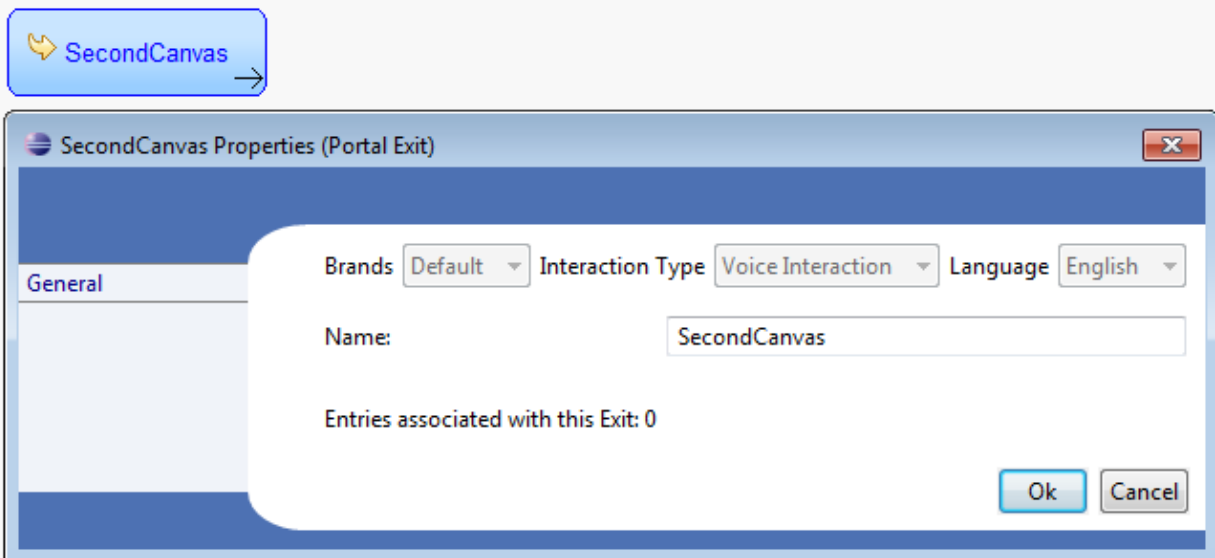 SecondCanvas
SecondCanvas Properties (Portal Exit)
Brands Default Interaction Type Voice Interaction Language English
General
Name: SecondCanvas
Entries associated with this Exit: 0
Ok Cancel